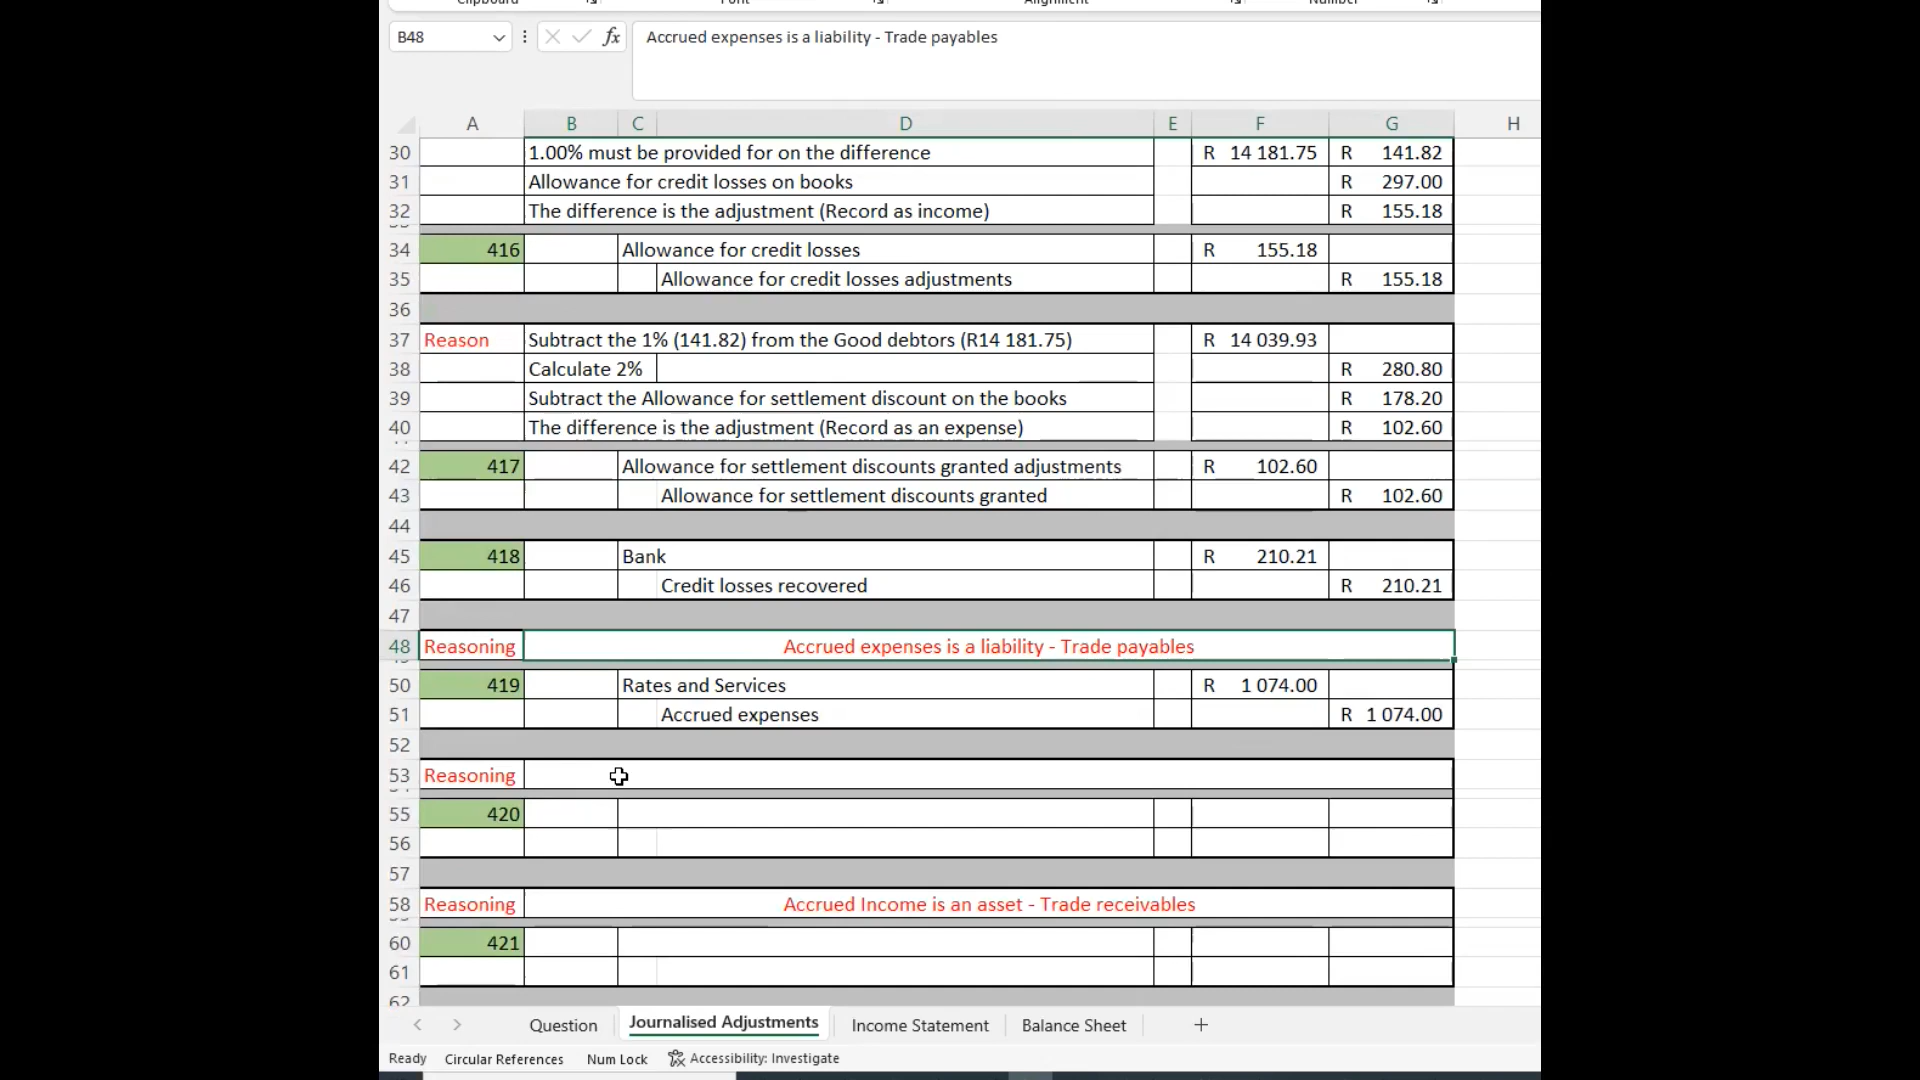 Clipboard Font Alignment Number
B48 fx Accrued expenses is a liability - Trade payables
A B C D E F G H
30 1.00% must be provided for on the difference R 14 181.75 R 141.82
31 Allowance for credit losses on books R 297.00
32 The difference is the adjustment (Record as income) R 155.18
34 416 Allowance for credit losses R 155.18
35 Allowance for credit losses adjustments R 155.18
36
37 Reason Subtract the 1% (141.82) from the Good debtors (R14 181.75) R 14 039.93
38 Calculate 2% R 280.80
39 Subtract the Allowance for settlement discount on the books R 178.20
40 The difference is the adjustment (Record as an expense) R 102.60
42 417 Allowance for settlement discounts granted adjustments R 102.60
43 Allowance for settlement discounts granted R 102.60
44
45 418 Bank R 210.21
46 Credit losses recovered R 210.21
47
48 Reasoning Accrued expenses is a liability - Trade payables
50 419 Rates and Services R 1 074.00
51 Accrued expenses R 1 074.00
52
53 Reasoning
55 420
56
57
58 Reasoning Accrued Income is an asset - Trade receivables
60 421
61
62
Question Journalised Adjustments Income Statement Balance Sheet
Ready Circular References Num Lock Accessibility: Investigate